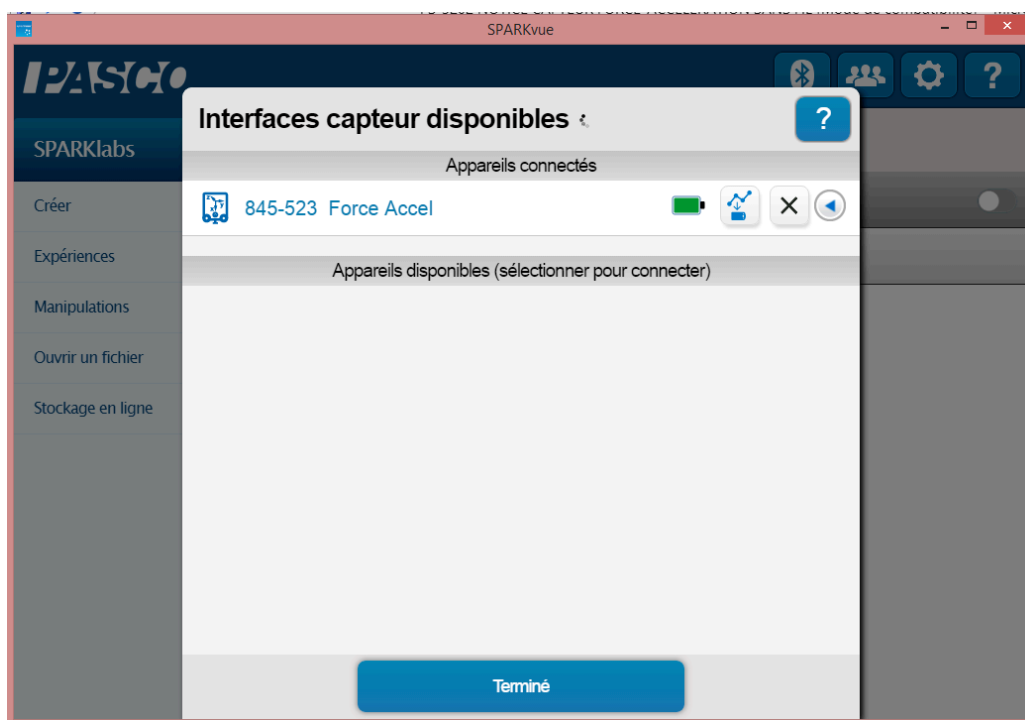 SPARKvue
PASCO
?
Interfaces capteur disponibles
?
SPARKlabs
Appareils connectés
Créer
845-523 Force Accel
Expériences
Appareils disponibles (sélectionner pour connecter)
Manipulations
Ouvrir un fichier
Stockage en ligne
Terminé